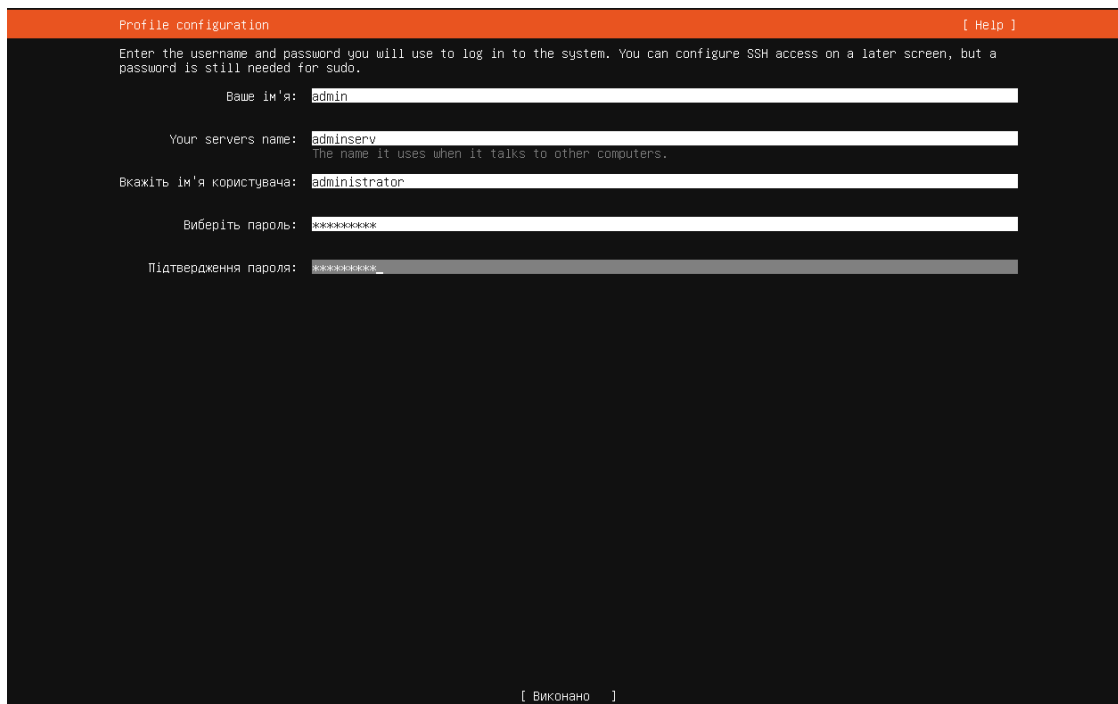 Profile configuration [ Help ]
Enter the username and password you will use to log in to the system. You can configure SSH access on a later screen, but a
password is still needed for sudo.
Ваше ім'я: admin
Your servers name: adminserv
The name it uses when it talks to other computers.
Вкажіть ім'я користувача: administrator
Виберіть пароль: *********
Підтвердження пароля: *********_
[ Виконано ]